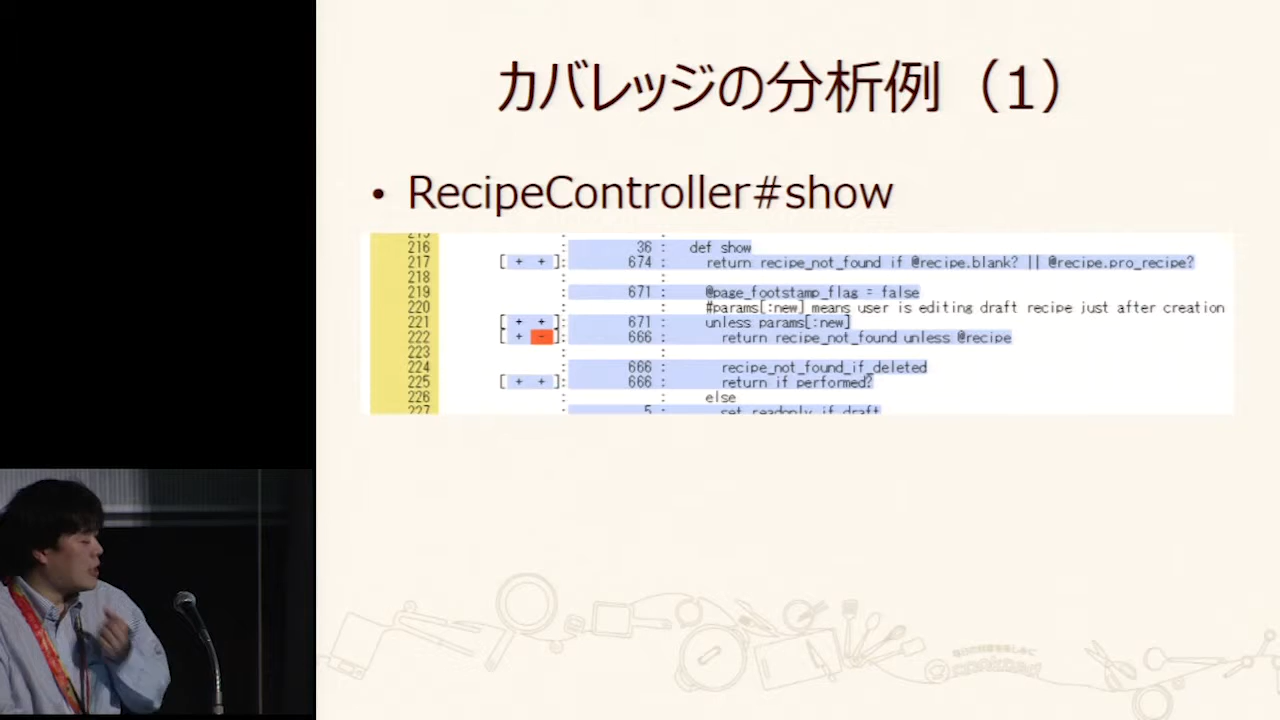 カバレッジの分析例（1）
• RecipeController#show
215 : :
216 : 36 : def show
217 [ + + ]: 674 : return recipe_not_found if @recipe.blank? || @recipe.pro_recipe?
218 : :
219 : 671 : @page_footstamp_flag = false
220 : : #params[:new] means user is editing draft recipe just after creation
221 [ + + ]: 671 : unless params[:new]
222 [ + - ]: 666 : return recipe_not_found unless @recipe
223 : :
224 : 666 : recipe_not_found_if_deleted
225 [ + + ]: 666 : return if performed?
226 : : else
227 : 5 : set_readonly_if_draft
cookpad